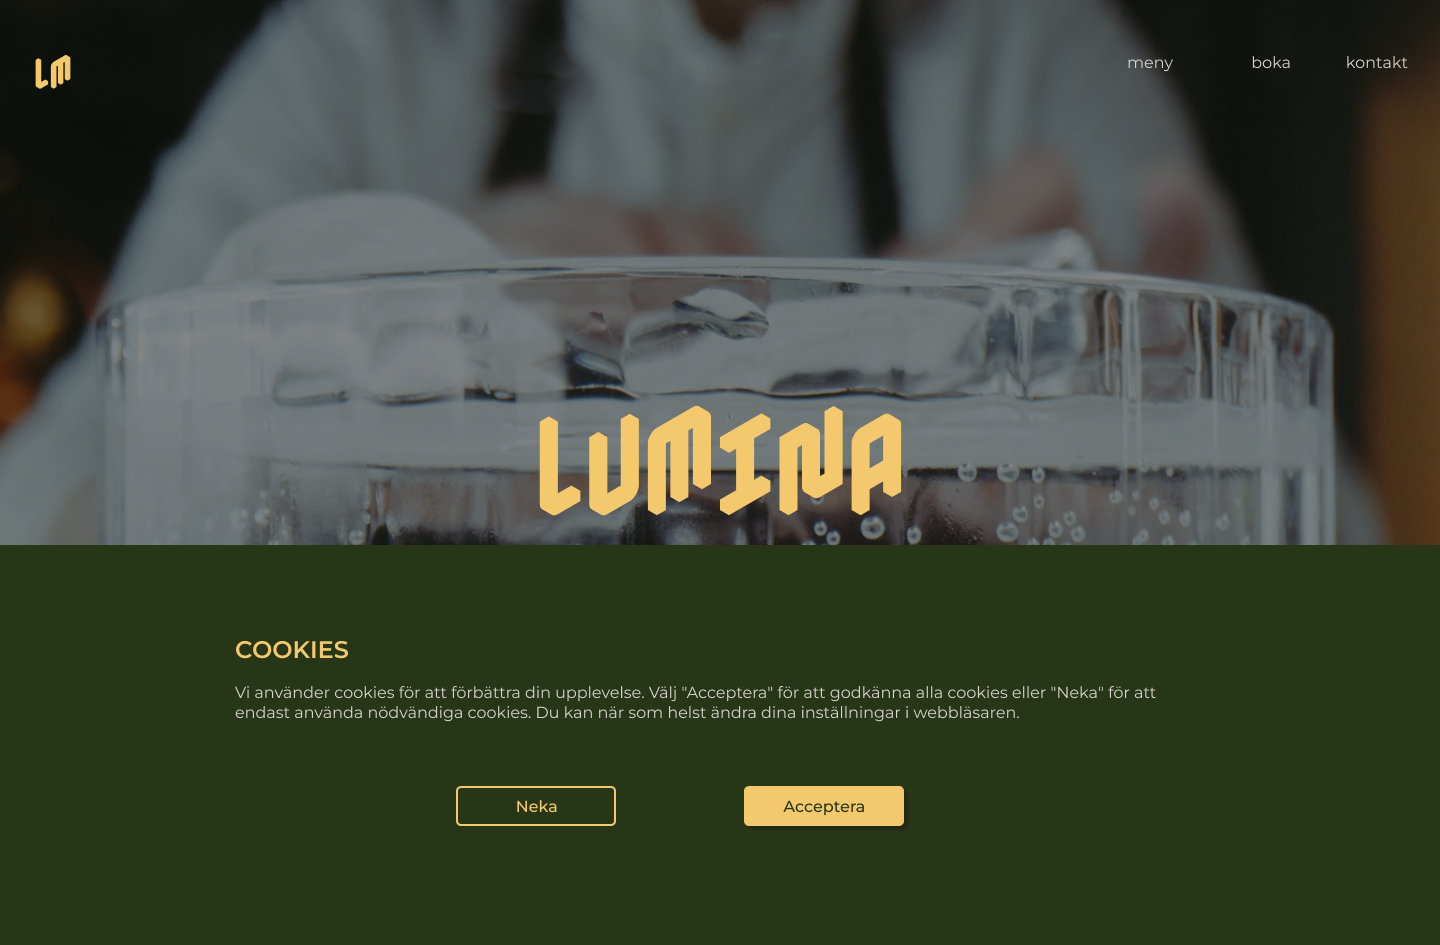 LM
meny boka kontakt
LUMINA
COOKIES
Vi använder cookies för att förbättra din upplevelse. Välj "Acceptera" för att godkänna alla cookies eller "Neka" för att
endast använda nödvändiga cookies. Du kan när som helst ändra dina inställningar i webbläsaren.
Neka Acceptera